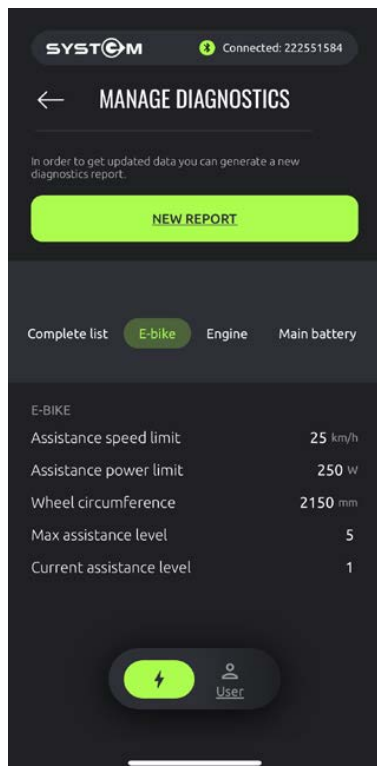 SYSTEM
Connected: 222551584
MANAGE DIAGNOSTICS
In order to get updated data you can generate a new
diagnostics report.
NEW REPORT
Complete list E-bike Engine Main battery
E-BIKE
Assistance speed limit 25 km/h
Assistance power limit 250 W
Wheel circumference 2150 mm
Max assistance level 5
Current assistance level 1
User